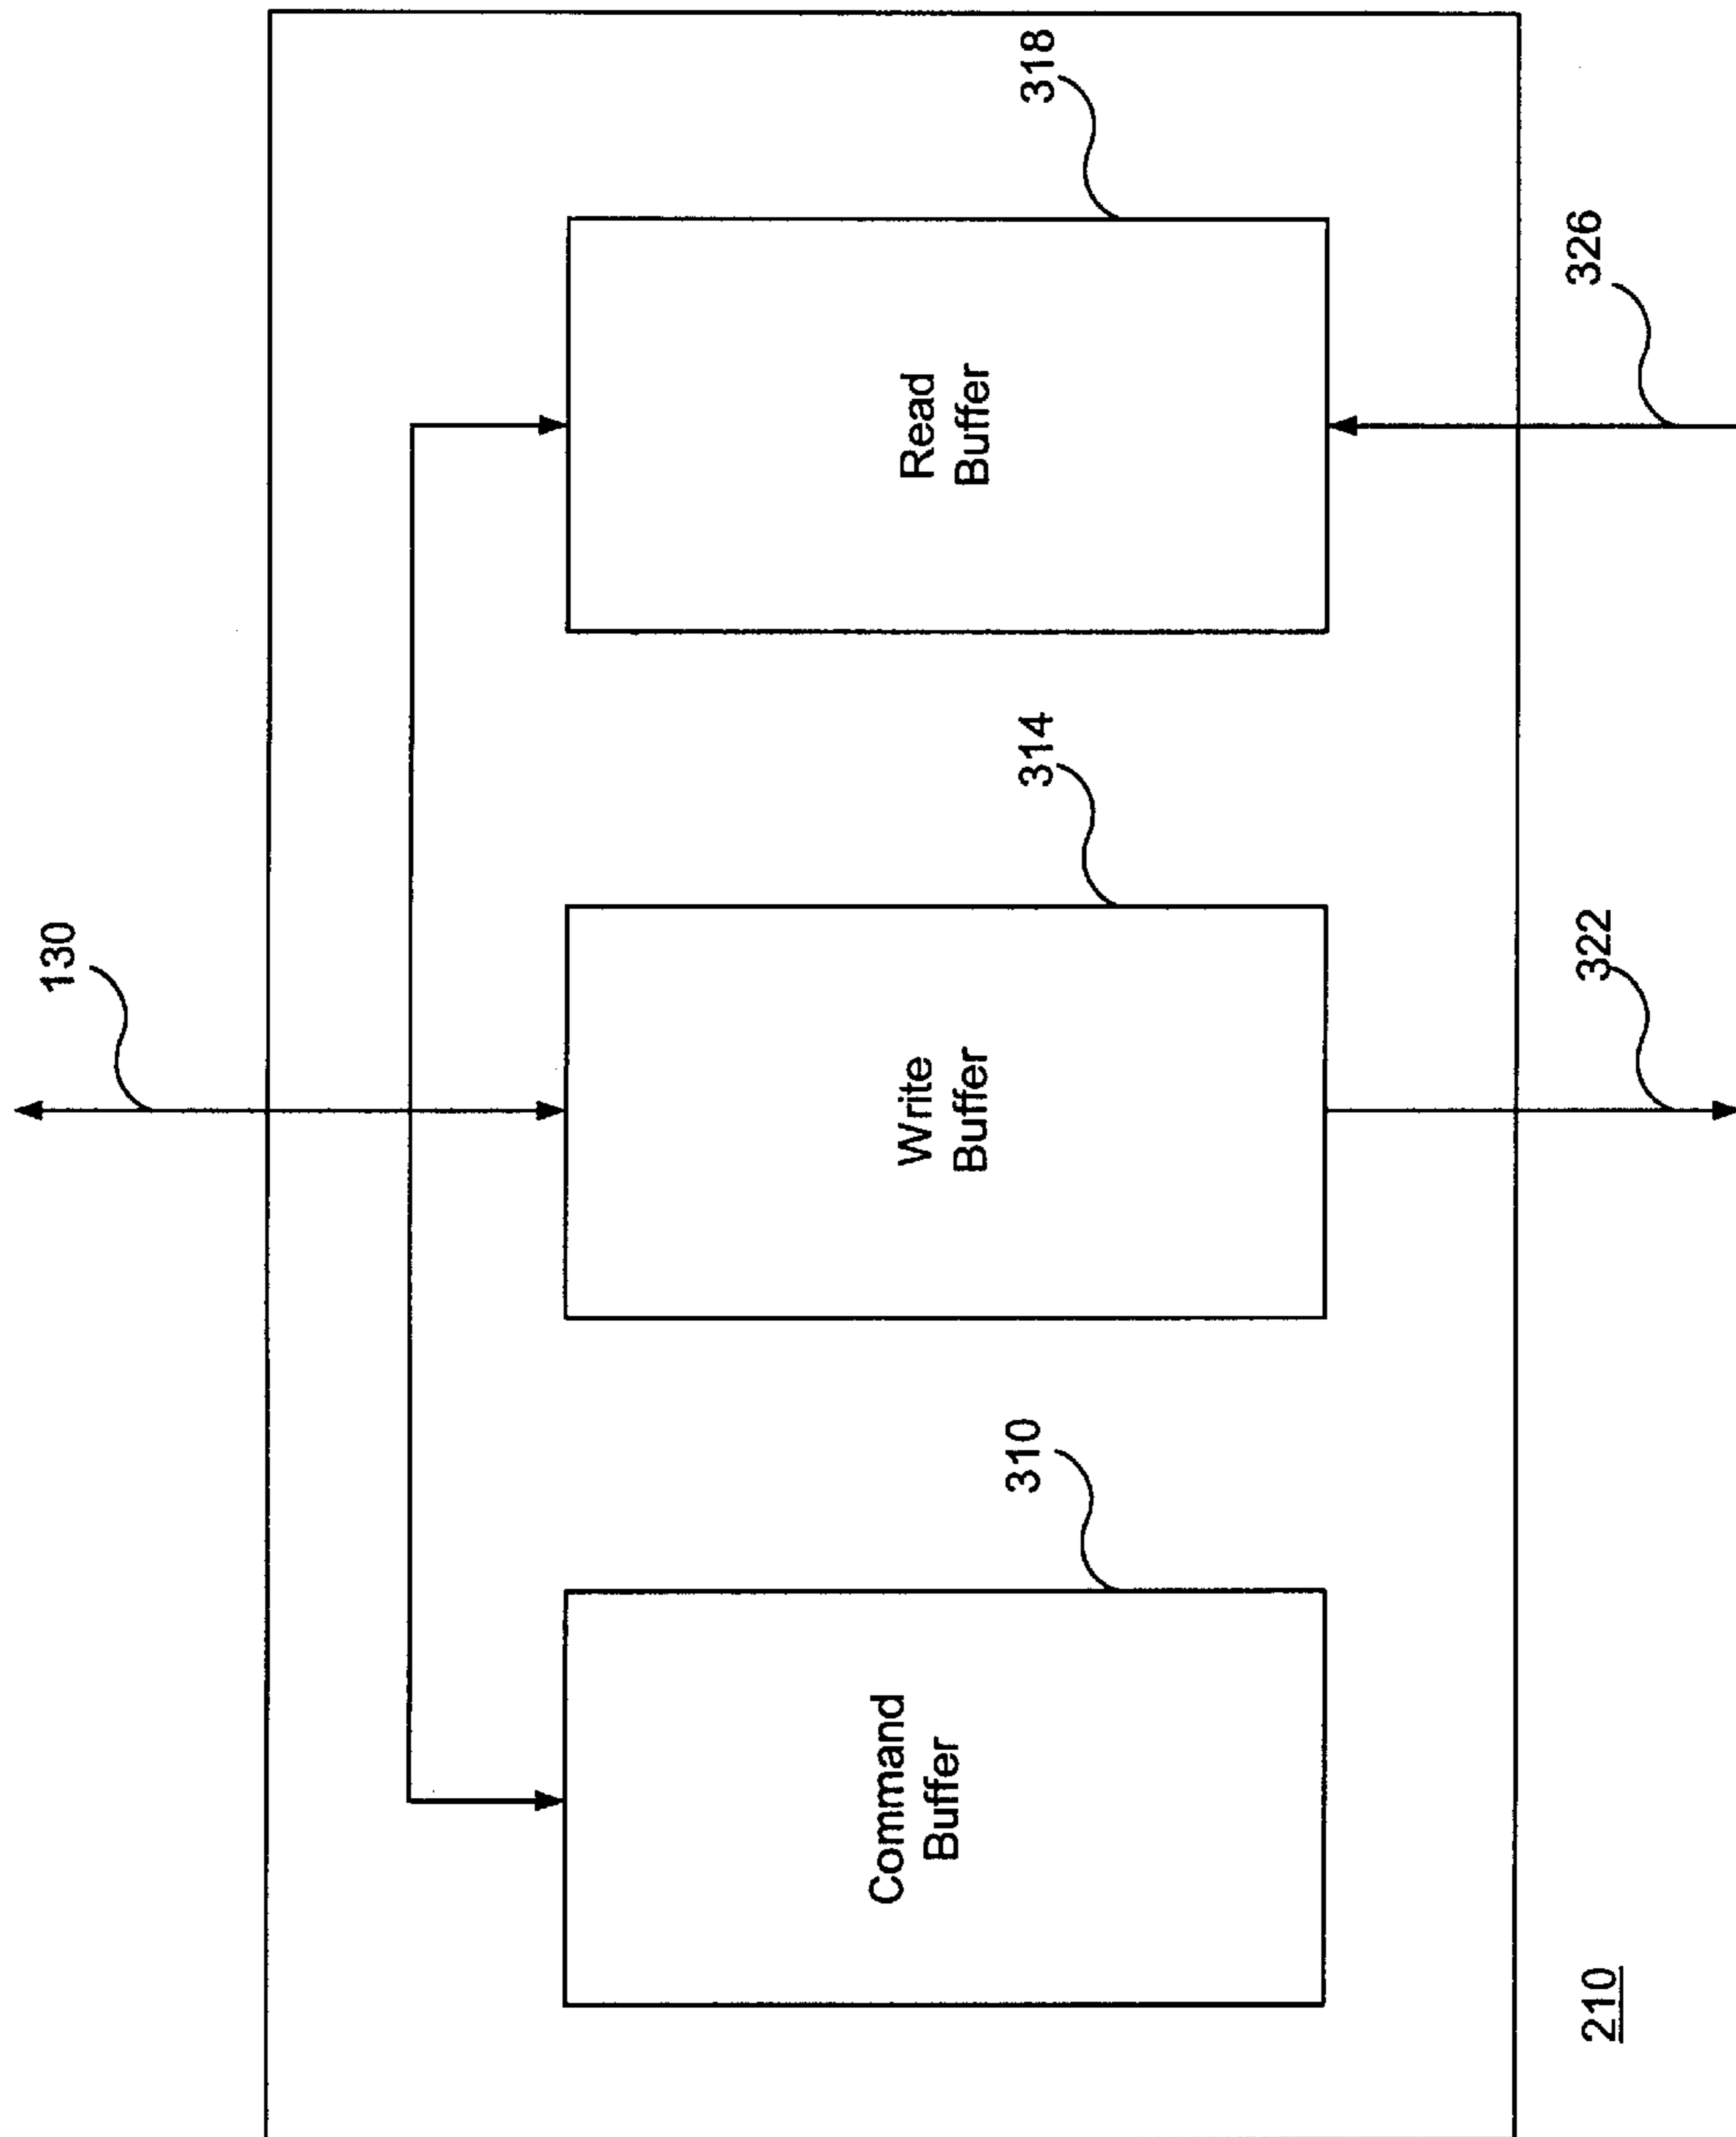 130
318
Read
Buffer
314
Write
Buffer
310
Command
Buffer
326
322
210